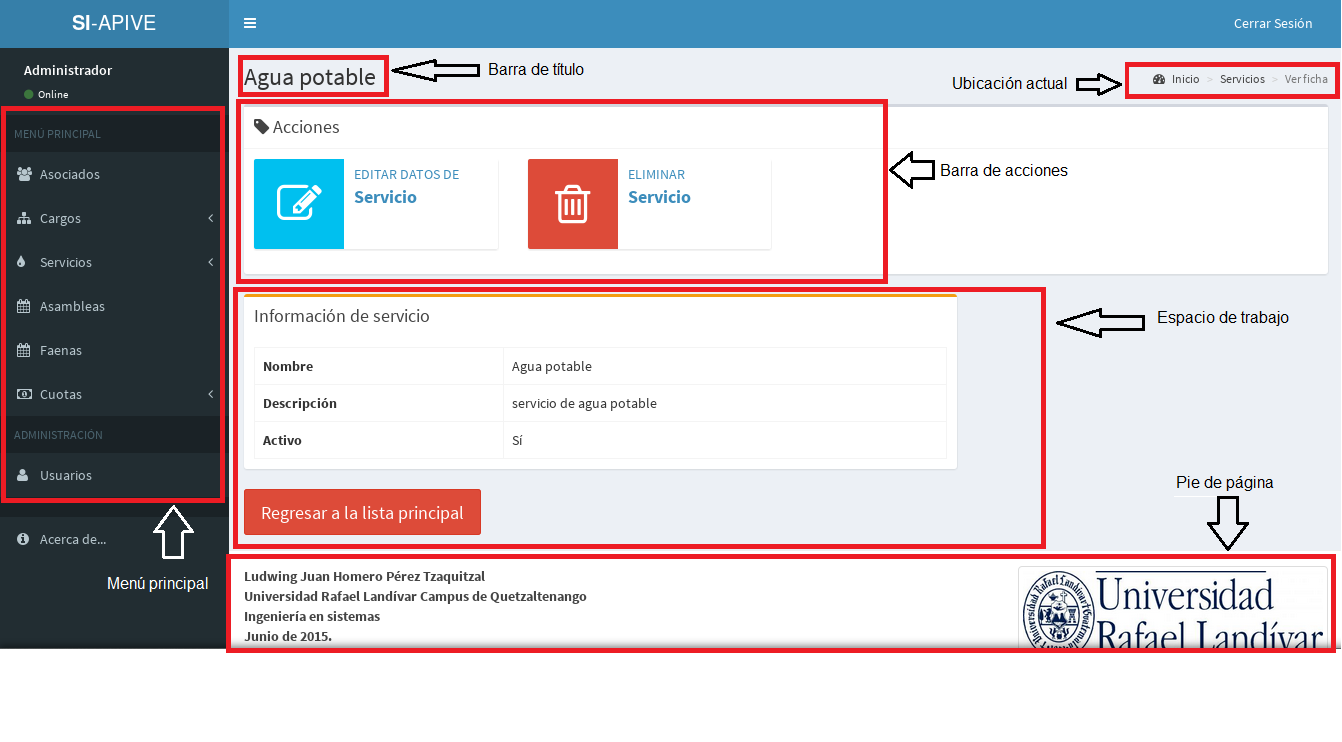 SI-APIVE
Cerrar Sesión
Administrador
Online
Agua potable
Barra de título
Ubicación actual
Inicio > Servicios > Ver ficha
MENÚ PRINCIPAL
Asociados
Cargos
Servicios
Asambleas
Faenas
Cuotas
ADMINISTRACIÓN
Usuarios
Acerca de...
Menú principal
Acciones
EDITAR DATOS DE
Servicio
ELIMINAR
Servicio
Barra de acciones
Información de servicio
Espacio de trabajo
Nombre Agua potable
Descripción servicio de agua potable
Activo Sí
Regresar a la lista principal
Pie de página
Ludwing Juan Homero Pérez Tzaquitzal
Universidad Rafael Landívar Campus de Quetzaltenango
Ingeniería en sistemas
Junio de 2015.
Universidad
Rafael Landívar